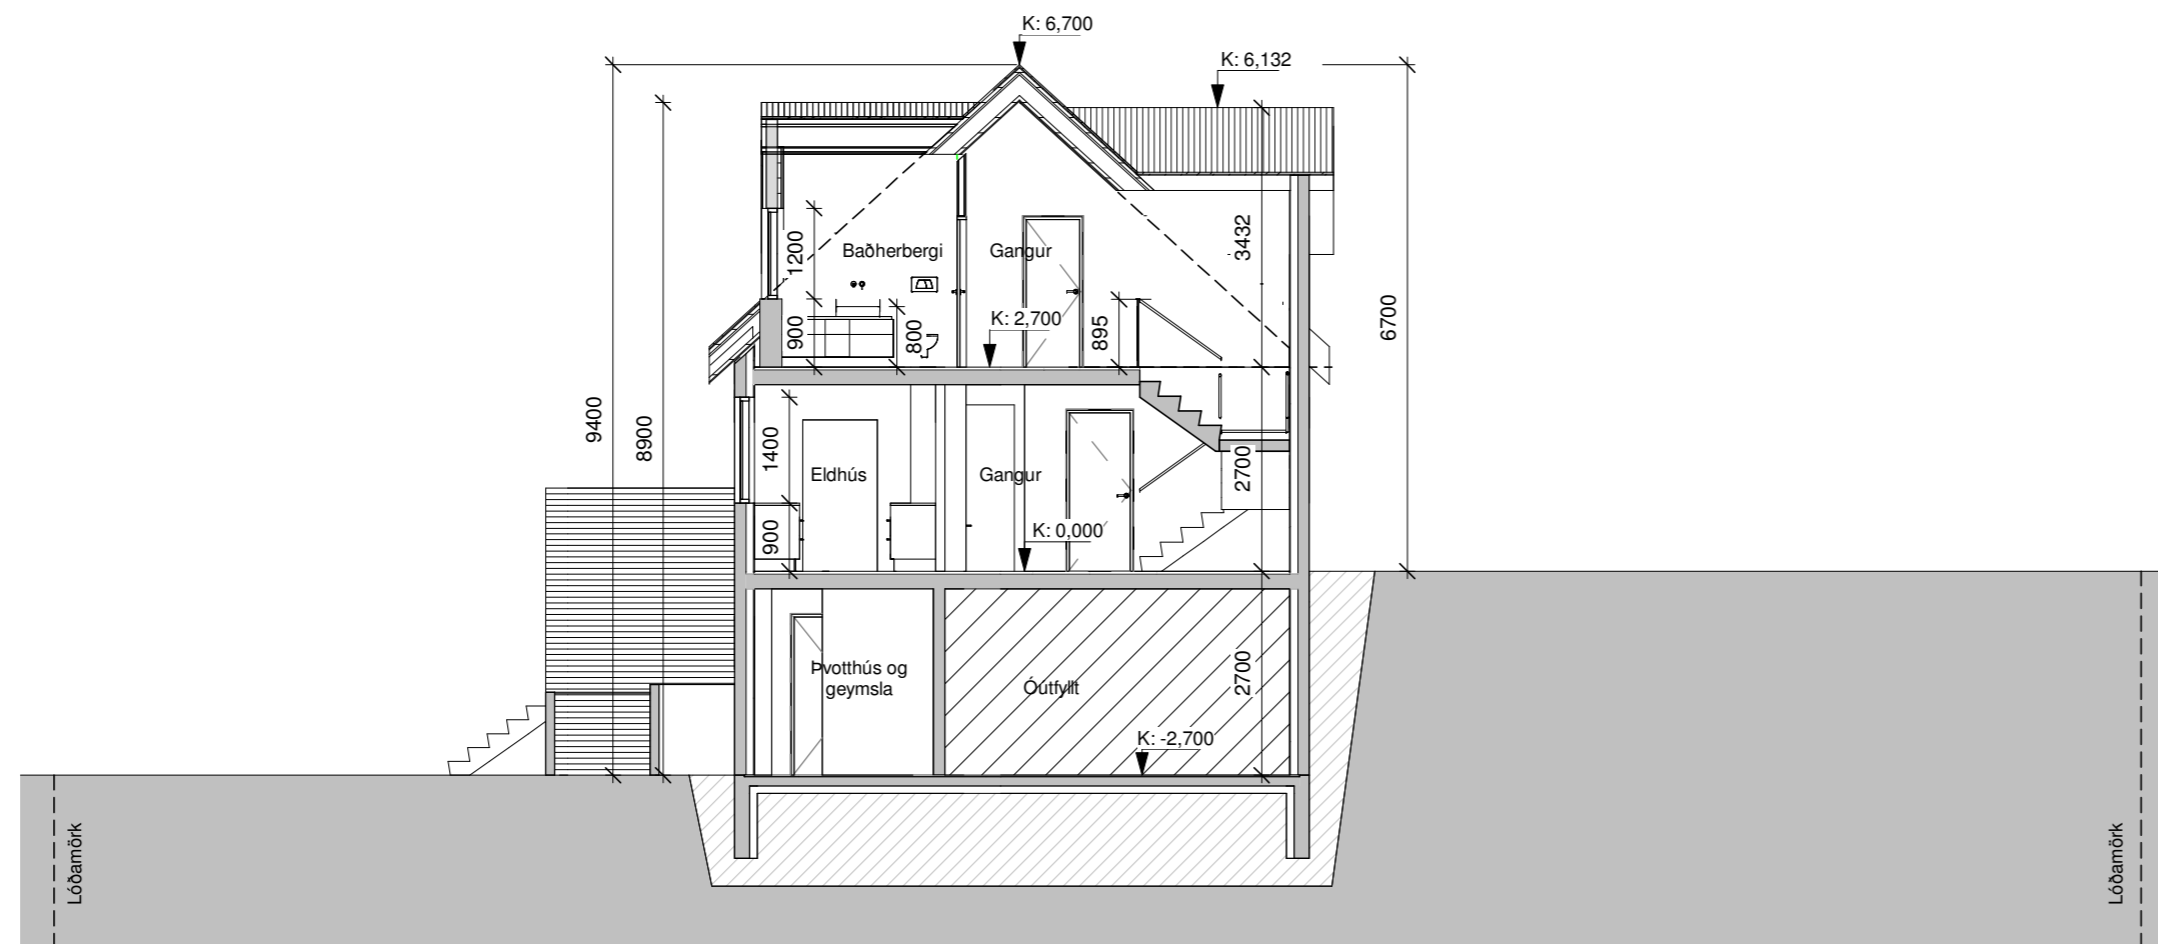 K: 6,700
K: 6,132
1200
Baðherbergi
Gangur
3432
6700
900
800
K: 2,700
895
9400
8900
1400
Eldhús
Gangur
2700
900
K: 0,000
Þvotthús og
geymsla
Óútfyllt
2700
K: -2,700
Lóðamörk
Lóðamörk